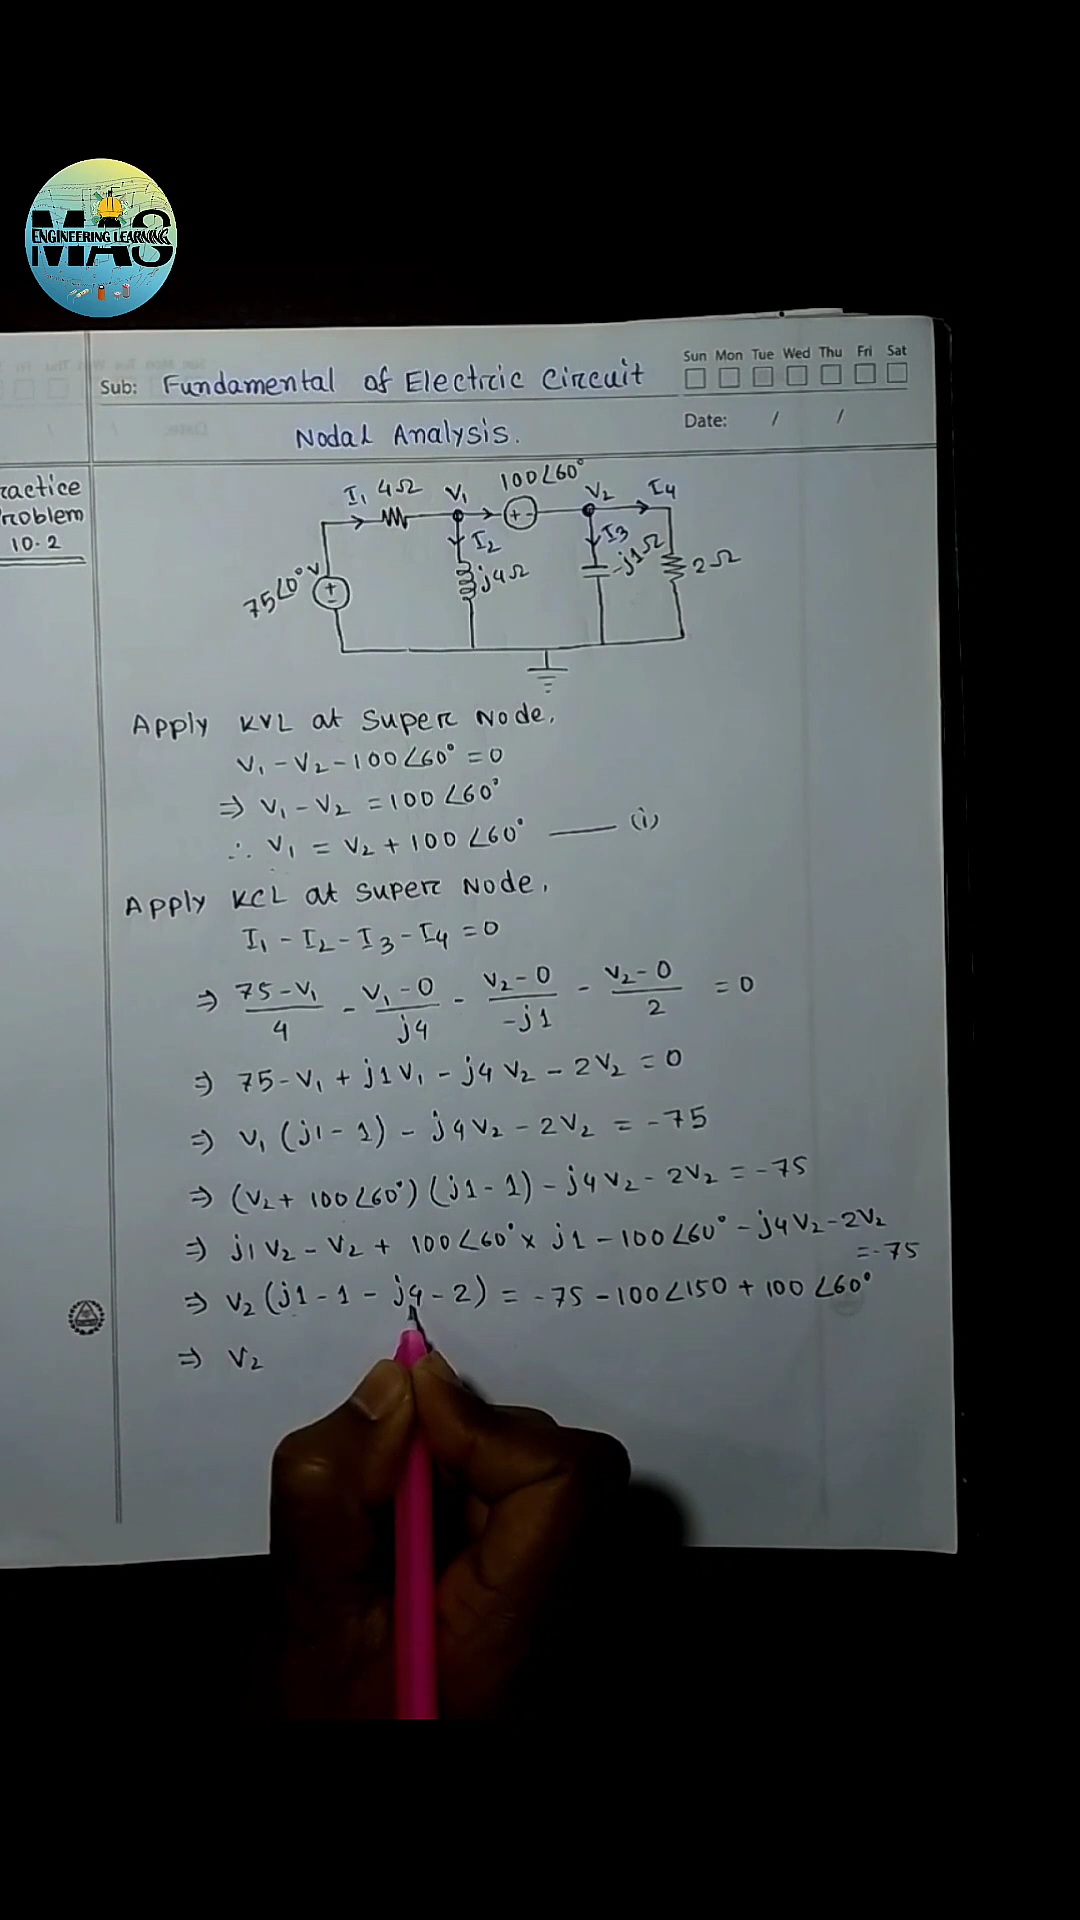 MAS
ENGINEERING LEARNING
Sun Mon Tue Wed Thu Fri Sat
Sub: Fundamental of Electric Circuit
Date: / /
Nodal Analysis.
ractice
roblem
10.2
I₁ 4Ω V₁ 100∠60° V₂ I₄
I₂ I₃
75∠0° V + - j4Ω -j1Ω 2Ω
Apply KVL at Super Node,
V₁ - V₂ - 100∠60° = 0
⇒ V₁ - V₂ = 100∠60°
∴ V₁ = V₂ + 100∠60° —— (i)
Apply KCL at Super Node,
I₁ - I₂ - I₃ - I₄ = 0
⇒ (75-V₁)/4 - (V₁-0)/j4 - (V₂-0)/-j1 - (V₂-0)/2 = 0
⇒ 75 - V₁ + j1V₁ - j4V₂ - 2V₂ = 0
⇒ V₁(j1 - 1) - j4V₂ - 2V₂ = -75
⇒ (V₂ + 100∠60°)(j1 - 1) - j4V₂ - 2V₂ = -75
⇒ j1V₂ - V₂ + 100∠60° × j1 - 100∠60° - j4V₂ - 2V₂
= -75
⇒ V₂(j1 - 1 - j4 - 2) = -75 - 100∠150 + 100∠60°
⇒ V₂